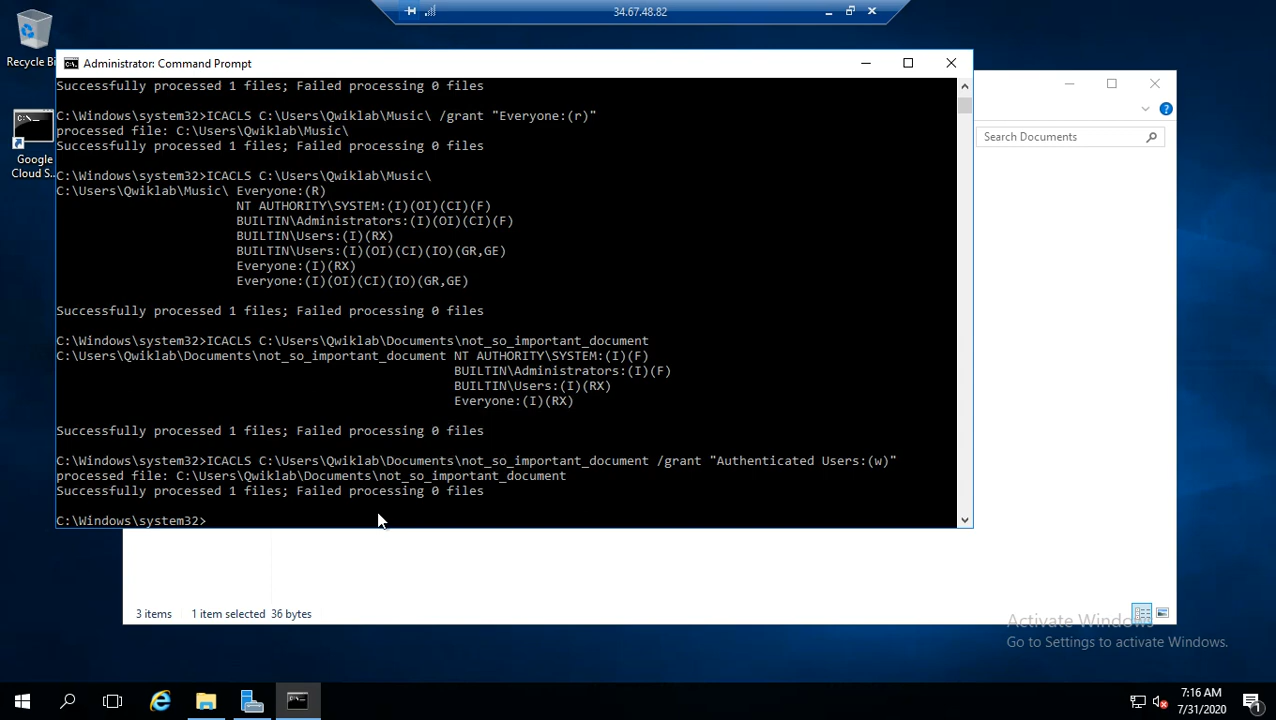 34.67.48.82
Recycle Bi
Google
Cloud S...
Administrator: Command Prompt
Successfully processed 1 files; Failed processing 0 files
C:\Windows\system32>ICACLS C:\Users\Qwiklab\Music\ /grant "Everyone:(r)"
processed file: C:\Users\Qwiklab\Music\
Successfully processed 1 files; Failed processing 0 files
C:\Windows\system32>ICACLS C:\Users\Qwiklab\Music\
C:\Users\Qwiklab\Music\ Everyone:(R)
NT AUTHORITY\SYSTEM:(I)(OI)(CI)(F)
BUILTIN\Administrators:(I)(OI)(CI)(F)
BUILTIN\Users:(I)(RX)
BUILTIN\Users:(I)(OI)(CI)(IO)(GR,GE)
Everyone:(I)(RX)
Everyone:(I)(OI)(CI)(IO)(GR,GE)
Successfully processed 1 files; Failed processing 0 files
C:\Windows\system32>ICACLS C:\Users\Qwiklab\Documents\not_so_important_document
C:\Users\Qwiklab\Documents\not_so_important_document NT AUTHORITY\SYSTEM:(I)(F)
BUILTIN\Administrators:(I)(F)
BUILTIN\Users:(I)(RX)
Everyone:(I)(RX)
Successfully processed 1 files; Failed processing 0 files
C:\Windows\system32>ICACLS C:\Users\Qwiklab\Documents\not_so_important_document /grant "Authenticated Users:(w)"
processed file: C:\Users\Qwiklab\Documents\not_so_important_document
Successfully processed 1 files; Failed processing 0 files
C:\Windows\system32>
Search Documents
3 items 1 item selected 36 bytes
Activate Windows
Go to Settings to activate Windows.
7:16 AM
7/31/2020
1